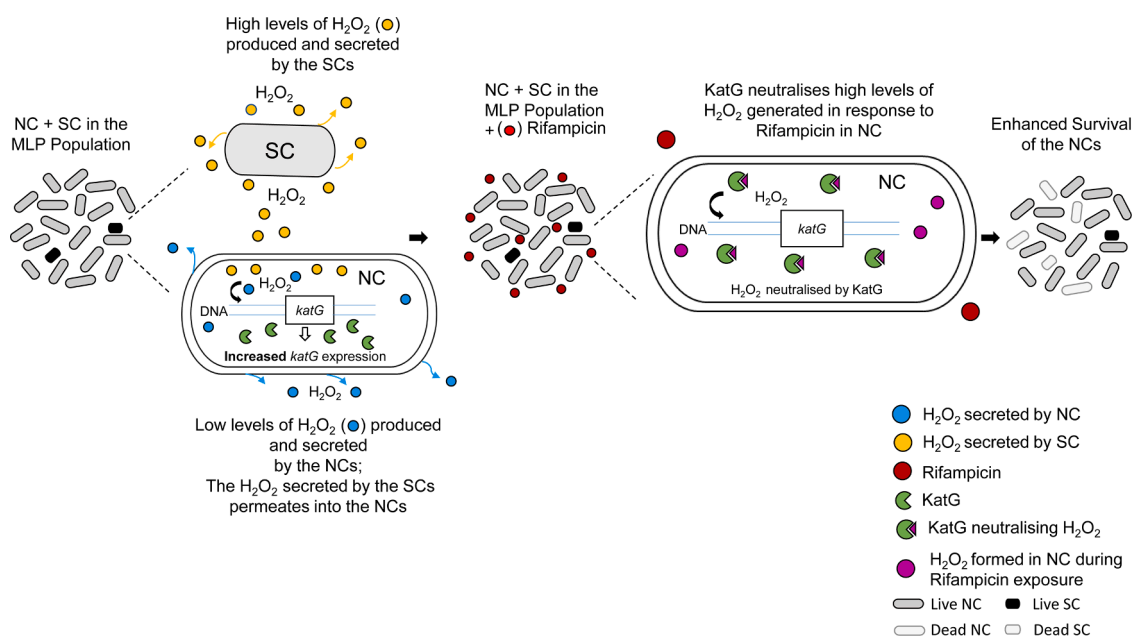 High levels of H₂O₂ ( )
produced and secreted
by the SCs
H₂O₂
NC + SC in the
MLP Population
SC
H₂O₂
NC
H₂O₂
DNA
katG
Increased katG expression
H₂O₂
Low levels of H₂O₂ ( ) produced
and secreted
by the NCs;
The H₂O₂ secreted by the SCs
permeates into the NCs
NC + SC in the
MLP Population
+ ( ) Rifampicin
KatG neutralises high levels of
H₂O₂ generated in response to
Rifampicin in NC
NC
H₂O₂
DNA
katG
H₂O₂ neutralised by KatG
Enhanced Survival
of the NCs
H₂O₂ secreted by NC
H₂O₂ secreted by SC
Rifampicin
KatG
KatG neutralising H₂O₂
H₂O₂ formed in NC during
Rifampicin exposure
Live NC Live SC
Dead NC Dead SC